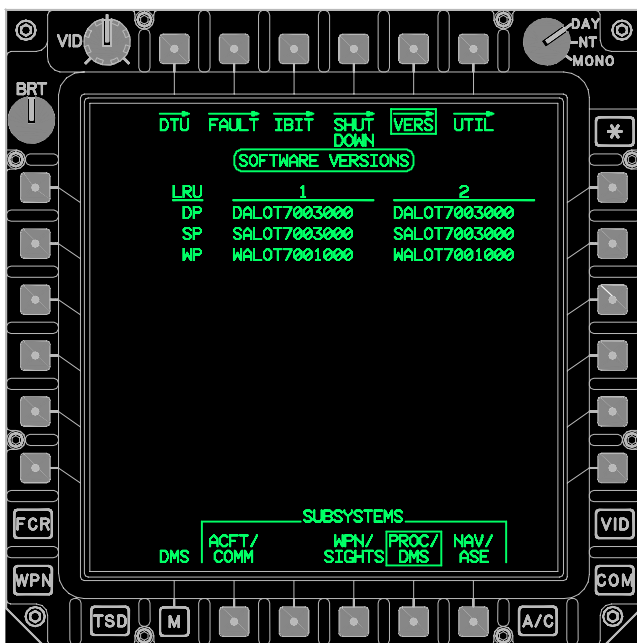 VID
DAY
NT
MONO
BRT
DTU FAULT IBIT SHUT DOWN VERS UTIL
*
SOFTWARE VERSIONS
LRU 1 2
DP DALOT7003000 DALOT7003000
SP SALOT7003000 SALOT7003000
WP WALOT7001000 WALOT7001000
FCR
VID
SUBSYSTEMS
DMS ACFT/ COMM WPN/ SIGHTS PROC/ DMS NAV/ ASE
WPN
COM
TSD M A/C